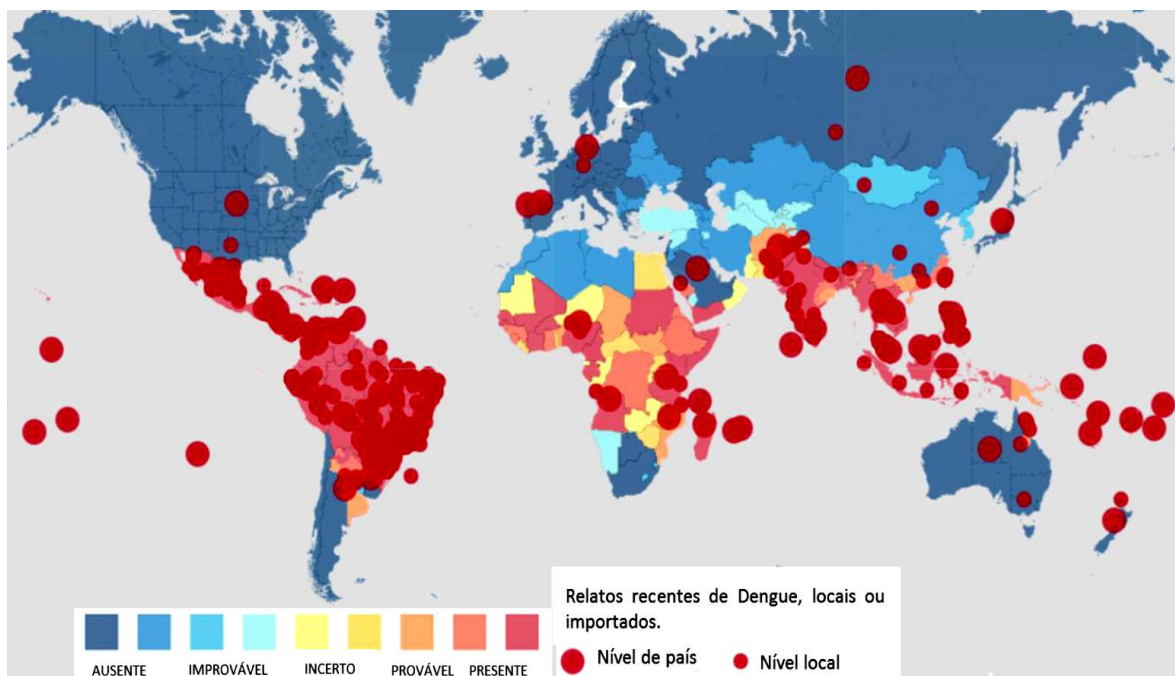 AUSENTE IMPROVÁVEL INCERTO PROVÁVEL PRESENTE
Relatos recentes de Dengue, locais ou
importados.
Nível de país Nível local